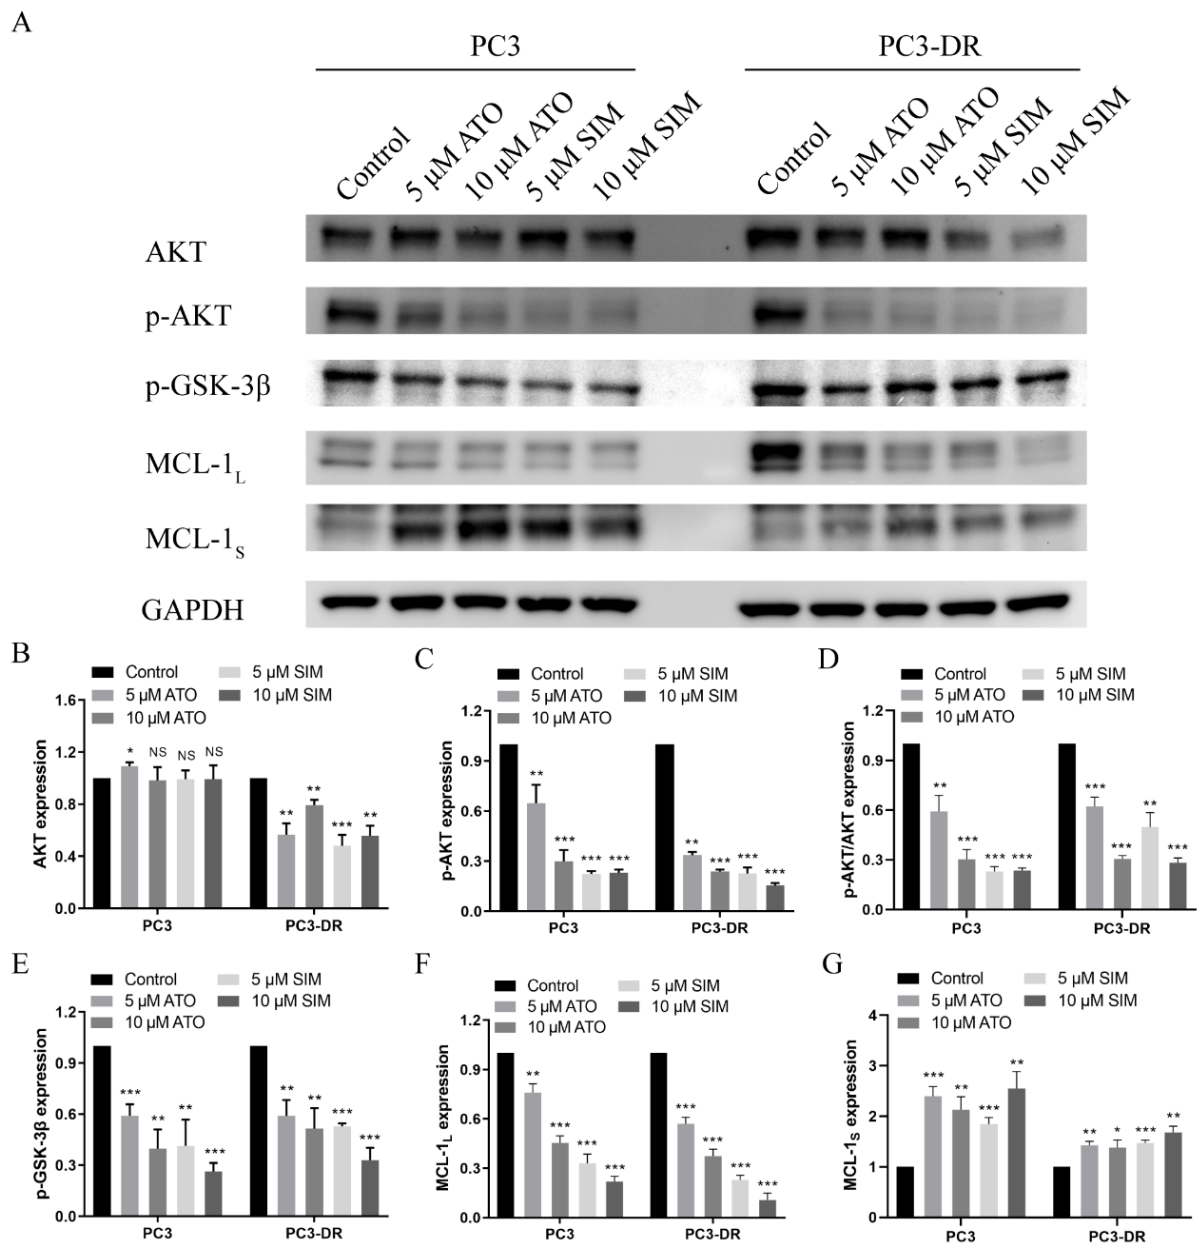 A
PC3 PC3-DR
Control 5 μM ATO 10 μM ATO 5 μM SIM 10 μM SIM Control 5 μM ATO 10 μM ATO 5 μM SIM 10 μM SIM
AKT
p-AKT
p-GSK-3β
MCL-1L
MCL-1S
GAPDH
B
Control 5 μM SIM
5 μM ATO 10 μM SIM
10 μM ATO
AKT expression
1.6
1.2
0.8
0.4
0.0
* NS NS NS ** ** *** **
PC3 PC3-DR
C
Control 5 μM SIM
5 μM ATO 10 μM SIM
10 μM ATO
p-AKT expression
1.2
0.9
0.6
0.3
0.0
** *** *** *** ** *** *** ***
PC3 PC3-DR
D
Control 5 μM SIM
5 μM ATO 10 μM SIM
10 μM ATO
p-AKT/AKT expression
1.2
0.9
0.6
0.3
0.0
** *** *** *** *** *** ** ***
PC3 PC3-DR
E
Control 5 μM SIM
5 μM ATO 10 μM SIM
10 μM ATO
p-GSK-3β expression
1.2
0.9
0.6
0.3
0.0
*** ** ** *** ** ** *** ***
PC3 PC3-DR
F
Control 5 μM SIM
5 μM ATO 10 μM SIM
10 μM ATO
MCL-1L expression
1.2
0.9
0.6
0.3
0.0
** *** *** *** *** *** *** ***
PC3 PC3-DR
G
Control 5 μM SIM
5 μM ATO 10 μM SIM
10 μM ATO
MCL-1S expression
4
3
2
1
0
*** ** *** ** ** * *** **
PC3 PC3-DR